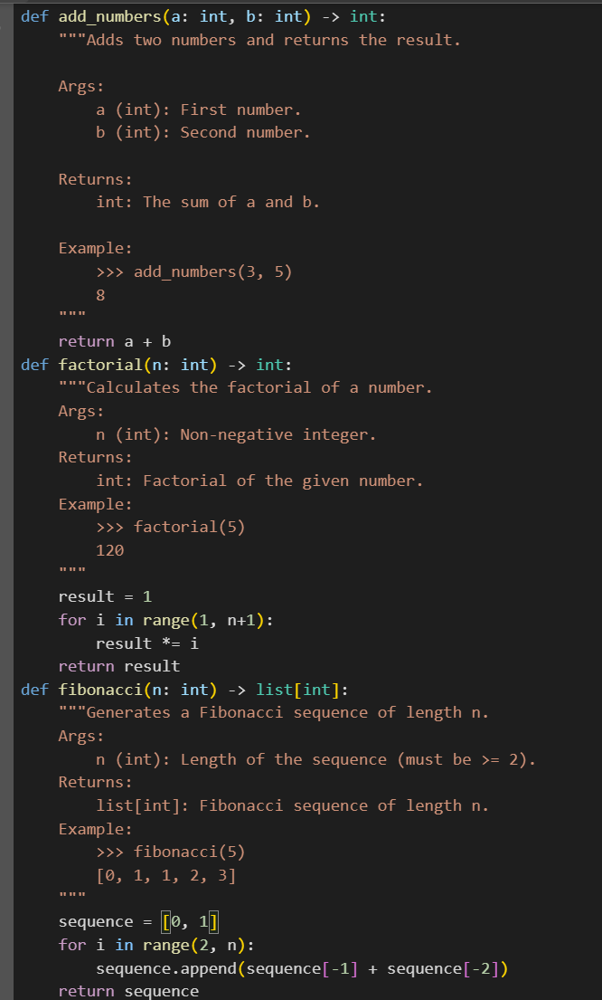 def add_numbers(a: int, b: int) -> int:
    """Adds two numbers and returns the result.

    Args:
        a (int): First number.
        b (int): Second number.

    Returns:
        int: The sum of a and b.

    Example:
        >>> add_numbers(3, 5)
        8
    """
    return a + b
def factorial(n: int) -> int:
    """Calculates the factorial of a number.
    Args:
        n (int): Non-negative integer.
    Returns:
        int: Factorial of the given number.
    Example:
        >>> factorial(5)
        120
    """
    result = 1
    for i in range(1, n+1):
        result *= i
    return result
def fibonacci(n: int) -> list[int]:
    """Generates a Fibonacci sequence of length n.
    Args:
        n (int): Length of the sequence (must be >= 2).
    Returns:
        list[int]: Fibonacci sequence of length n.
    Example:
        >>> fibonacci(5)
        [0, 1, 1, 2, 3]
    """
    sequence = [0, 1]
    for i in range(2, n):
        sequence.append(sequence[-1] + sequence[-2])
    return sequence